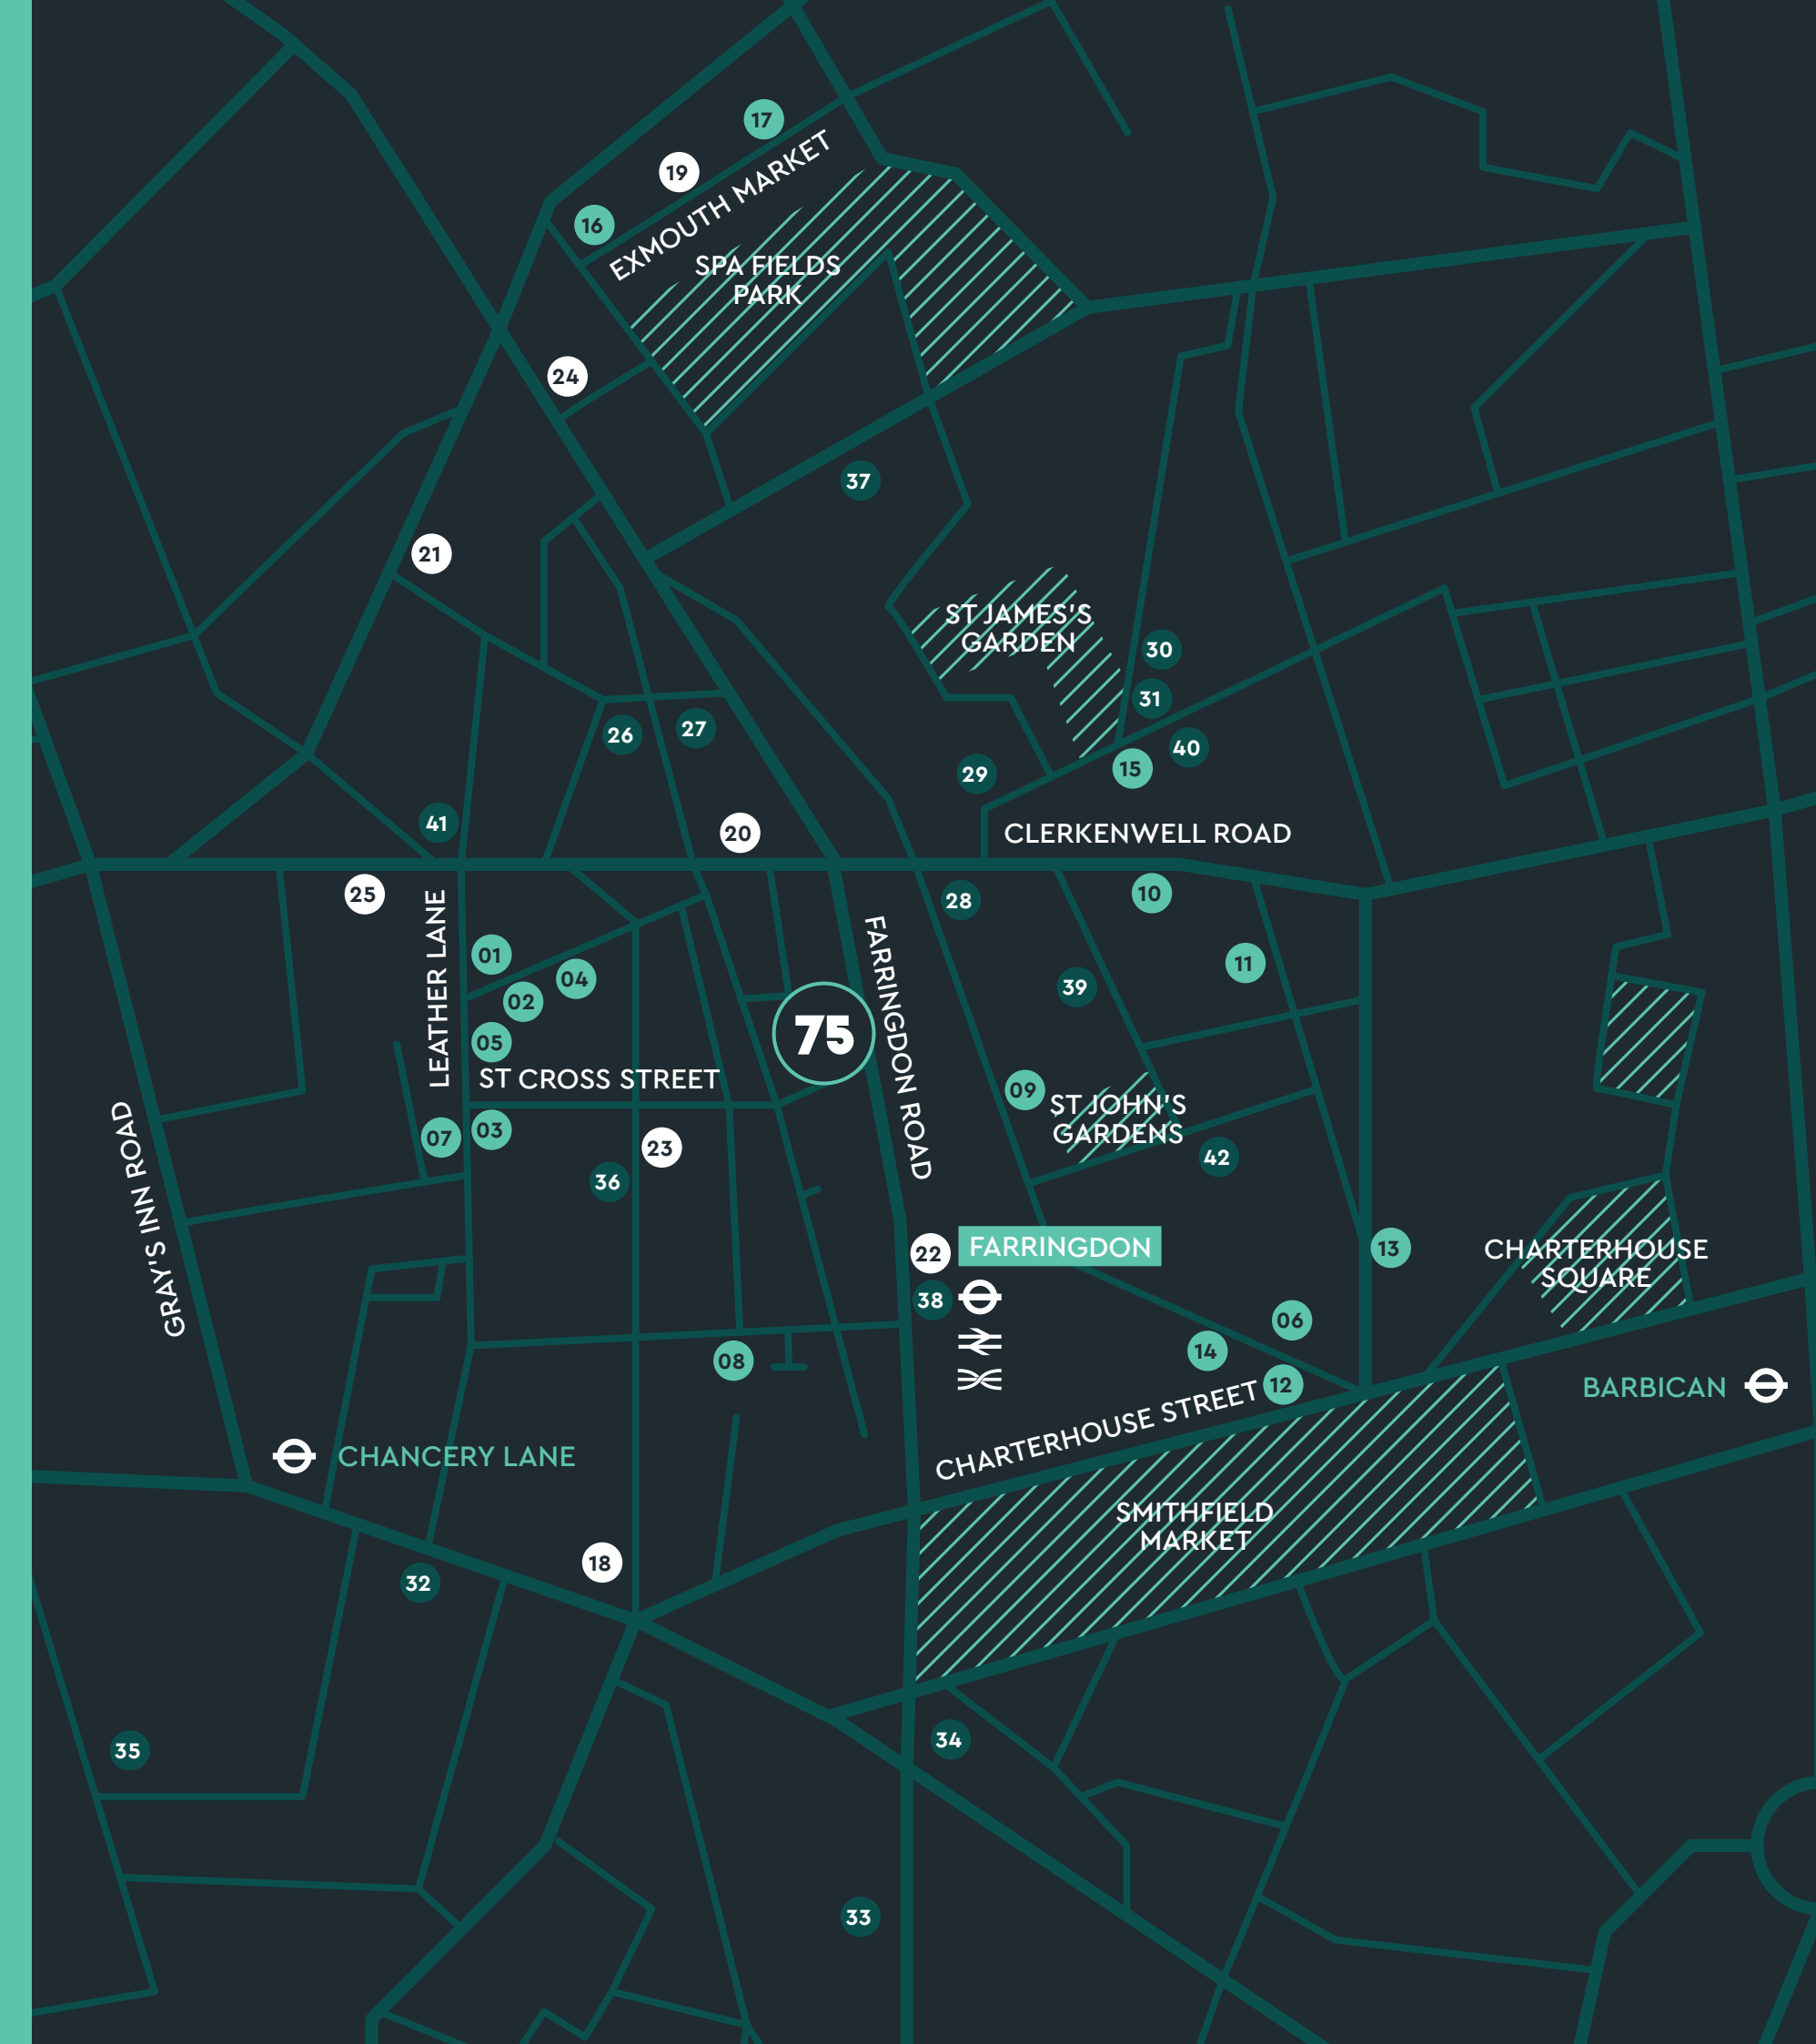 17
19
EXMOUTH MARKET
16
SPA FIELDS
PARK
24
37
21
ST JAMES'S
GARDEN
30
31
26
27
40
29
15
41
20
CLERKENWELL ROAD
25
28
10
LEATHER LANE
FARRINGDON ROAD
01
04
11
02
39
75
05
ST CROSS STREET
09
ST JOHN'S
GARDENS
GRAY'S INN ROAD
07
03
23
42
36
22
FARRINGDON
13
CHARTERHOUSE
SQUARE
38
06
14
08
12
CHARTERHOUSE STREET
BARBICAN
CHANCERY LANE
SMITHFIELD
MARKET
18
32
34
35
33